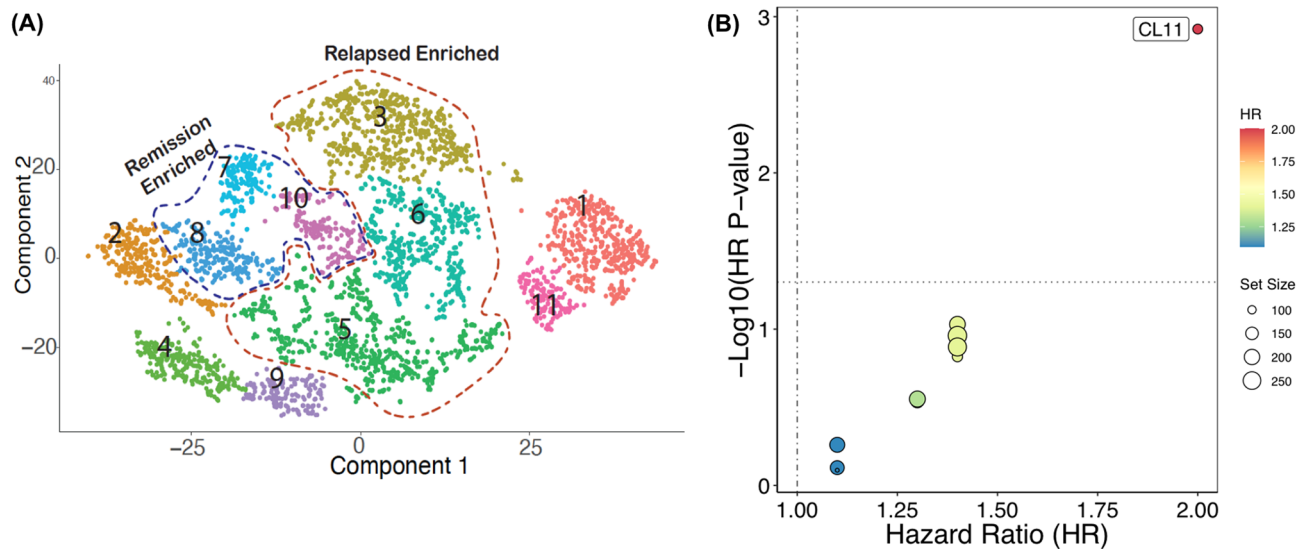 (A)
Relapsed Enriched
Remission
Enriched
40
20
0
−20
Component 2
3
7
10
2
8
6
1
11
5
4
9
−25
0
25
Component 1
(B)
3
2
1
0
−Log10(HR P-value)
CL11
1.00
1.25
1.50
1.75
2.00
Hazard Ratio (HR)
HR
2.00
1.75
1.50
1.25
Set Size
100
150
200
250